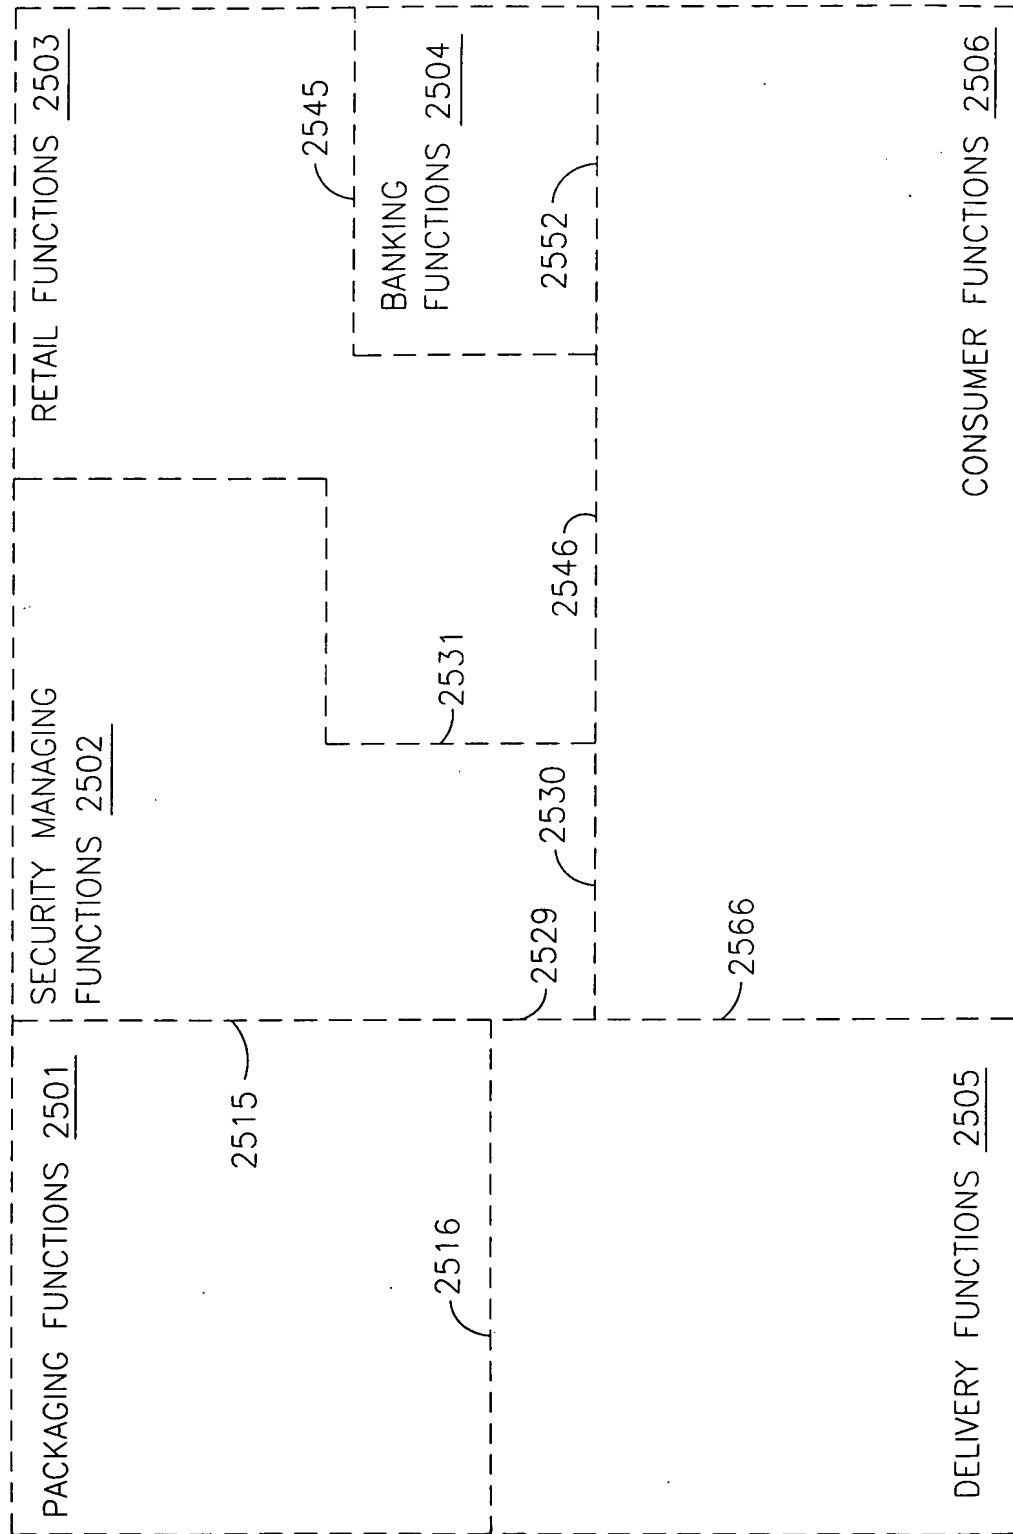 PACKAGING FUNCTIONS 2501
SECURITY MANAGING
FUNCTIONS 2502
RETAIL FUNCTIONS 2503
2515
2516
2529
2530
2531
2546
2545
BANKING
FUNCTIONS 2504
2552
2566
DELIVERY FUNCTIONS 2505
CONSUMER FUNCTIONS 2506